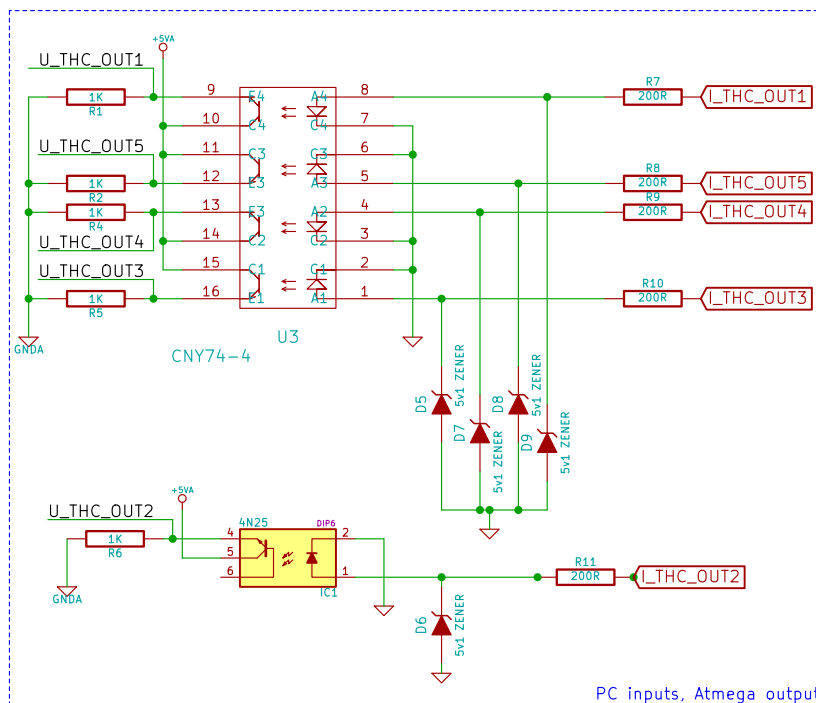 +5VA
U_THC_OUT1
1K
R1
9 E4 A4 8
10 C4 C4 7
R7
200R
I_THC_OUT1
U_THC_OUT5
11 C3 C3 6
1K
R2
12 E3 A3 5
R8
200R
I_THC_OUT5
1K
R4
13 E3 A2 4
R9
200R
I_THC_OUT4
U_THC_OUT4
14 C2 C2 3
U_THC_OUT3
15 C1 C1 2
1K
R5
16 E1 A1 1
R10
200R
I_THC_OUT3
GNDA
U3
CNY74-4
D5
5v1 ZENER
D7
5v1 ZENER
D8
5v1 ZENER
D9
5v1 ZENER
+5VA
U_THC_OUT2
1K
R6
GNDA
4N25
DIP6
4
5
6
2
1
IC1
R11
200R
I_THC_OUT2
D6
5v1 ZENER
PC inputs, Atmega output